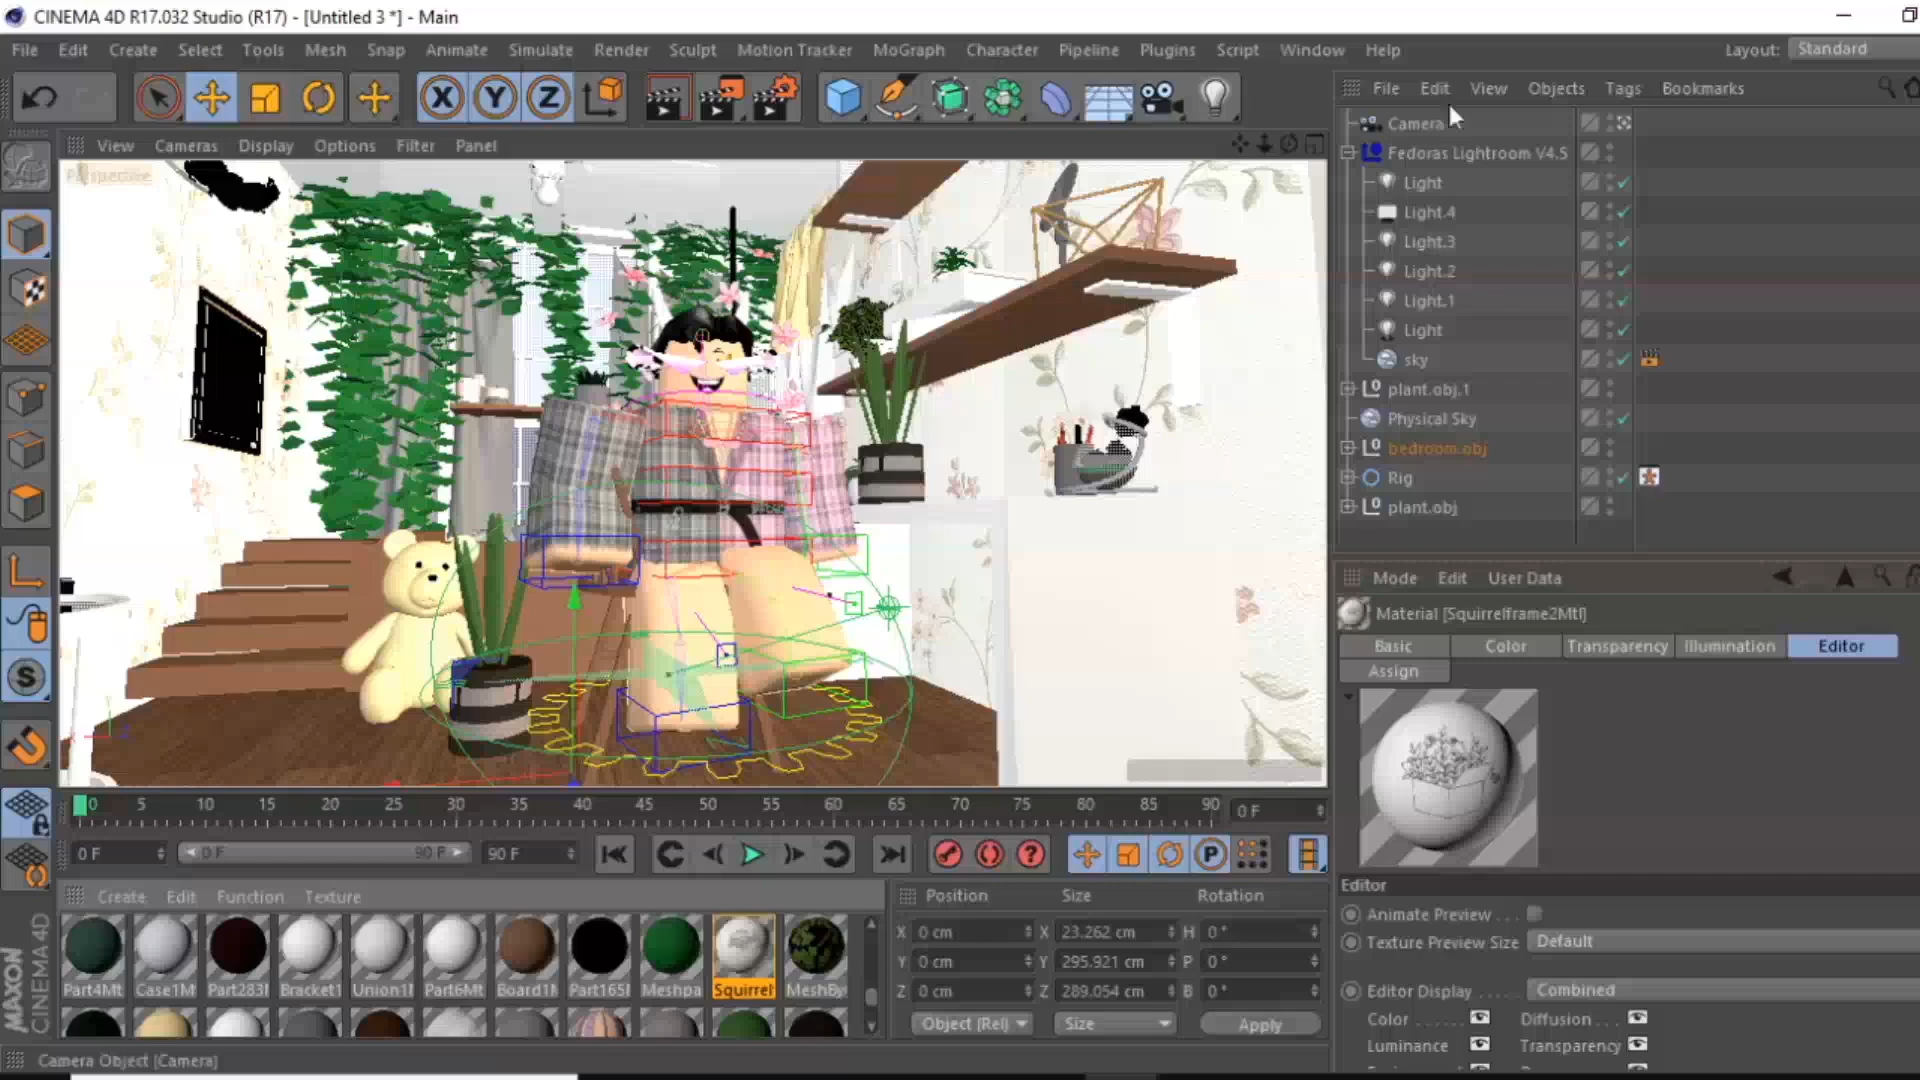 CINEMA 4D R17.032 Studio (R17) - [Untitled 3 *] - Main
File Edit Create Select Tools Mesh Snap Animate Simulate Render Sculpt Motion Tracker MoGraph Character Pipeline Plugins Script Window Help
Layout: Standard
File Edit View Objects Tags Bookmarks
View Cameras Display Options Filter Panel
Perspective
Camera
Fedoras Lightroom V4.5
Light
Light.4
Light.3
Light.2
Light.1
Light
sky
plant.obj.1
Physical Sky
bedroom.obj
Rig
plant.obj
Mode Edit User Data
Material [Squirrelframe2Mtl]
Basic Color Transparency Illumination Editor
Assign
Editor
Animate Preview . . .
Texture Preview Size Default
Editor Display . . . . . Combined
Color . . . . . . Diffusion . . .
Luminance Transparency
0 5 10 15 20 25 30 35 40 45 50 55 60 65 70 75 80 85 90 0 F
0 F 0 F 90 F 90 F
Create Edit Function Texture
Part4Mt Case1M Part283 Bracket1 Union1 Part6Mt Board1 Part165 Meshpa Squirrel MeshBy
Position Size Rotation
X 0 cm X 23.262 cm H 0 °
Y 0 cm Y 295.921 cm P 0 °
Z 0 cm Z 289.054 cm B 0 °
Object (Rel) Size Apply
MAXON
CINEMA 4D
Camera Object [Camera]